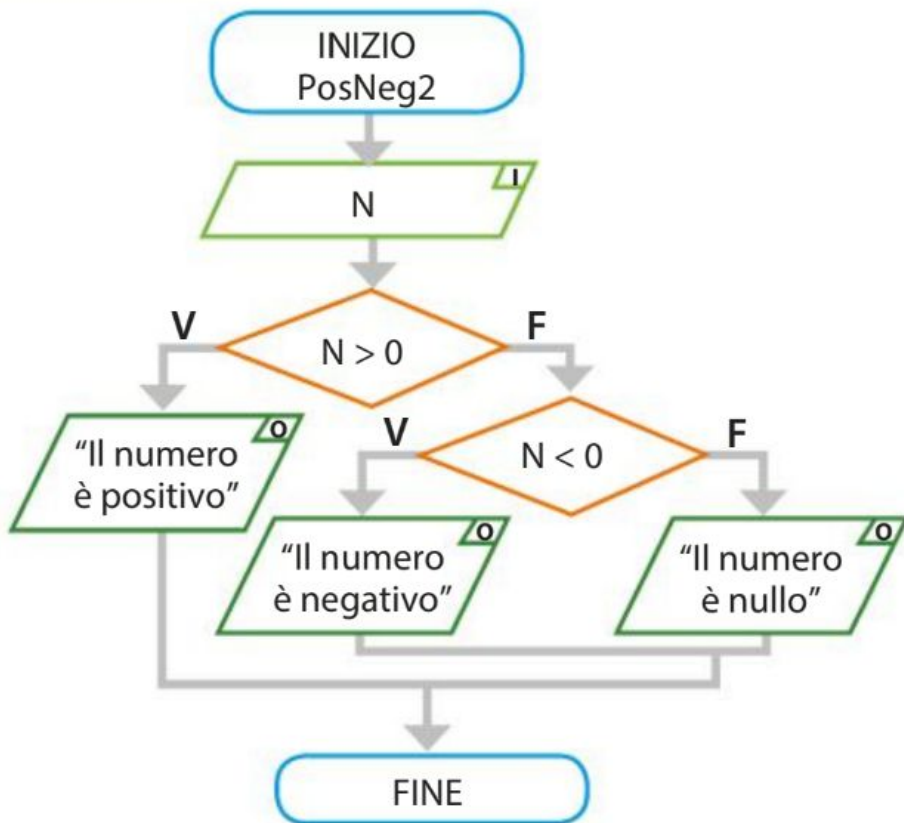 INIZIO
PosNeg2
I
N
V
F
N > 0
O
“Il numero
è positivo”
V
F
N < 0
O
“Il numero
è negativo”
O
“Il numero
è nullo”
FINE